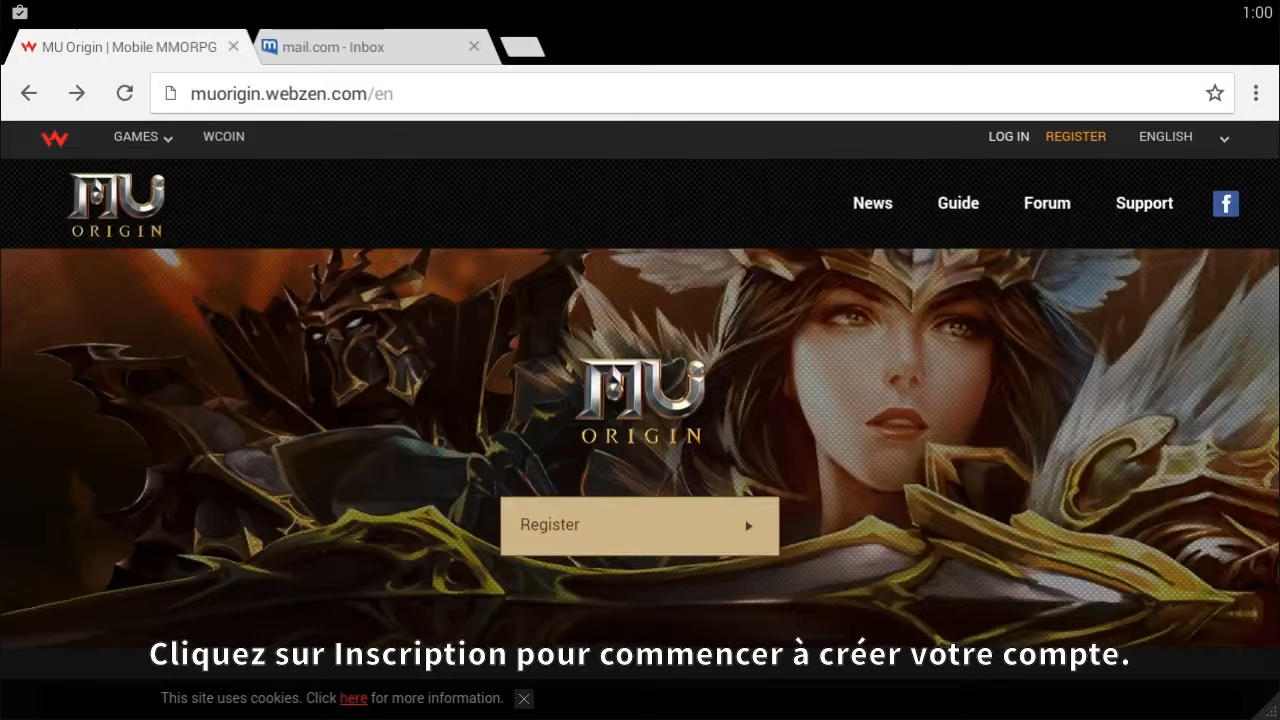 1:00
MU Origin | Mobile MMORPG
mail.com - Inbox
muorigin.webzen.com/en
GAMES WCOIN LOG IN REGISTER ENGLISH
MU
ORIGIN
News Guide Forum Support f
MU
ORIGIN
Register
Cliquez sur Inscription pour commencer à créer votre compte.
This site uses cookies. Click here for more information.